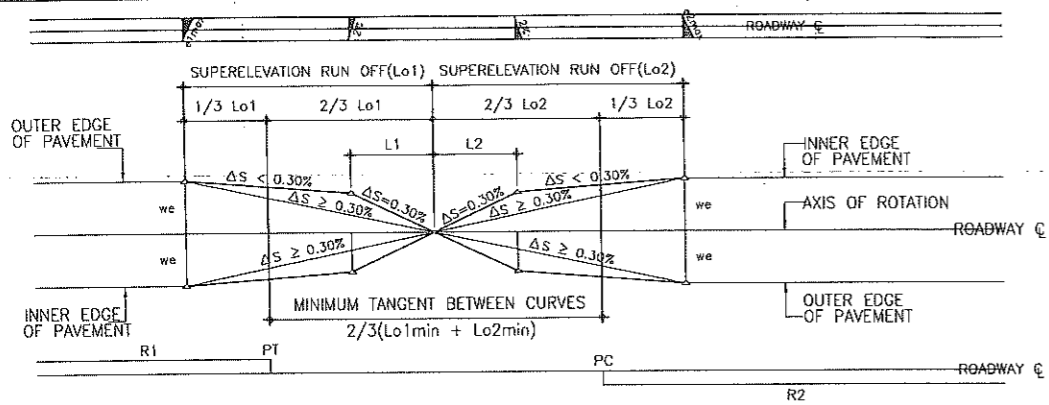 e1max
2%
2%
e2max
ROADWAY ℄
SUPERELEVATION RUN OFF(Lo1)
SUPERELEVATION RUN OFF(Lo2)
1/3 Lo1
2/3 Lo1
2/3 Lo2
1/3 Lo2
OUTER EDGE
OF PAVEMENT
L1
L2
INNER EDGE
OF PAVEMENT
ΔS < 0.30%
ΔS=0.30%
ΔS=0.30%
ΔS < 0.30%
ΔS ≥ 0.30%
ΔS ≥ 0.30%
we
we
AXIS OF ROTATION
ROADWAY ℄
we
ΔS ≥ 0.30%
ΔS ≥ 0.30%
we
INNER EDGE
OF PAVEMENT
MINIMUM TANGENT BETWEEN CURVES
2/3(Lo1min + Lo2min)
OUTER EDGE
OF PAVEMENT
R1
PT
PC
ROADWAY ℄
R2